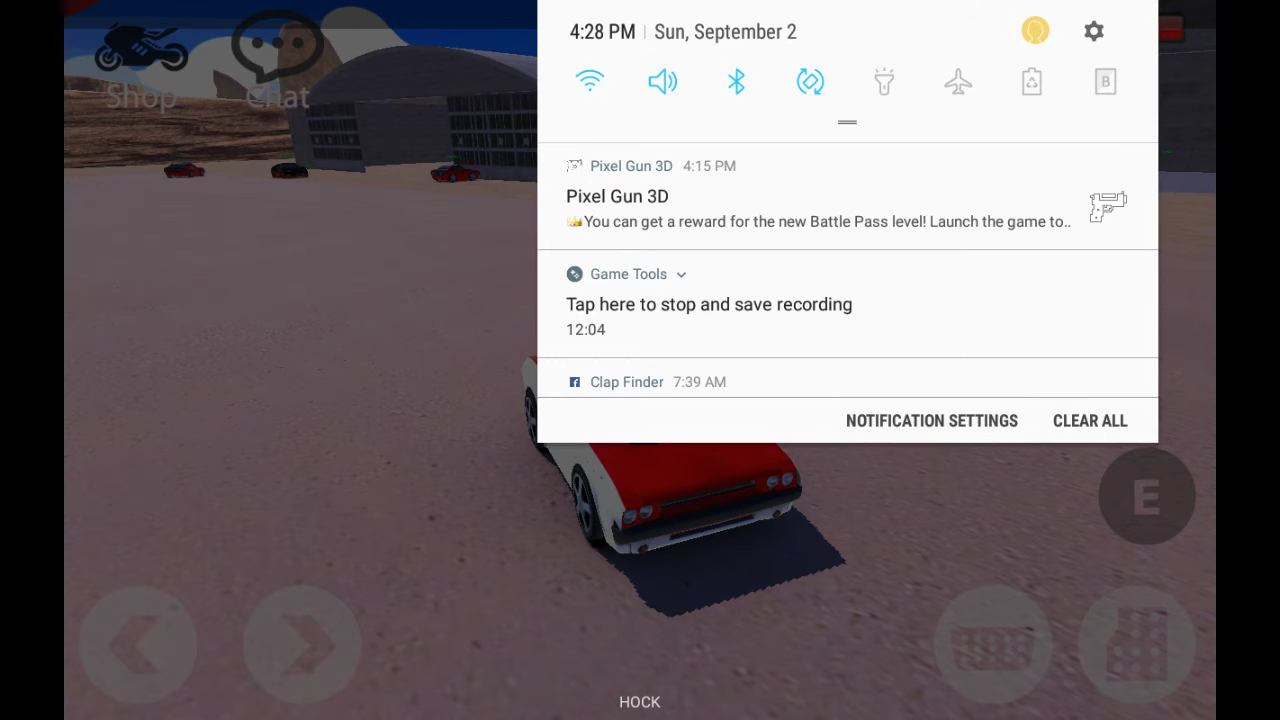 Shop
Chat
4:28 PM | Sun, September 2
B
Pixel Gun 3D 4:15 PM
Pixel Gun 3D
👑You can get a reward for the new Battle Pass level! Launch the game to..
Game Tools
Tap here to stop and save recording
12:04
Clap Finder 7:39 AM
NOTIFICATION SETTINGS CLEAR ALL
E
HOCK